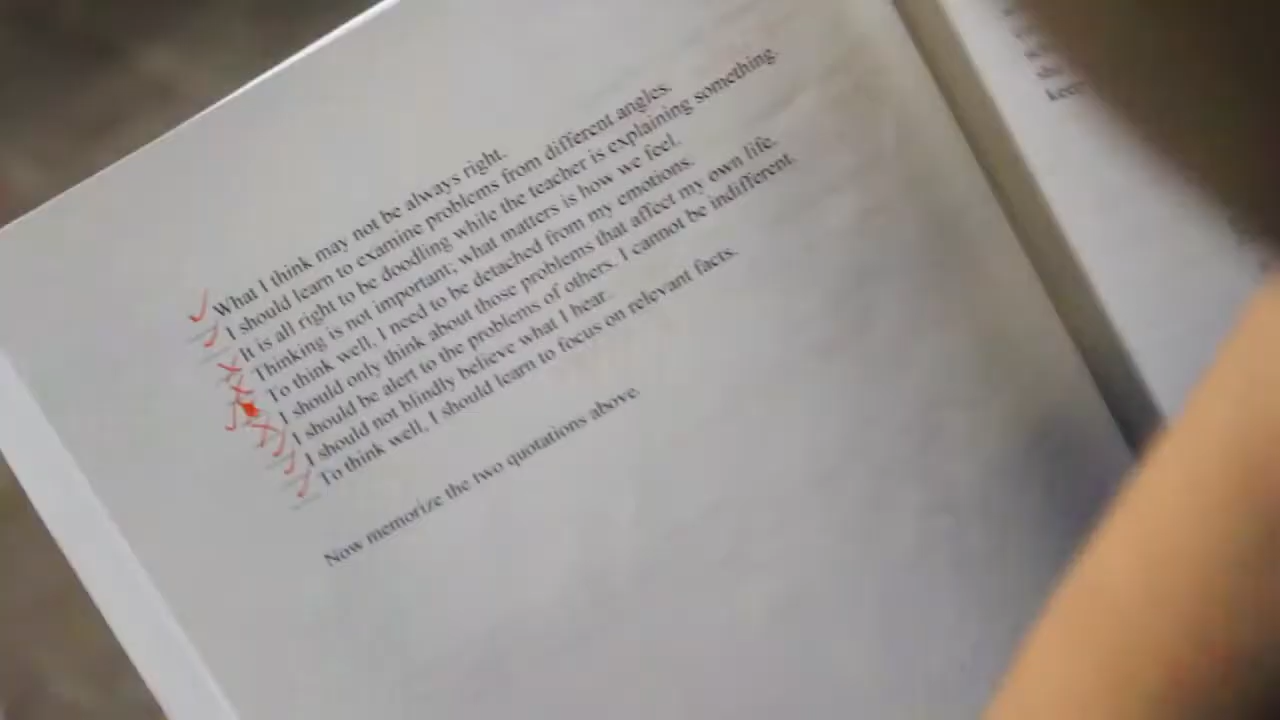 What I think may not be always right.
I should learn to examine problems from different angles.
It is all right to be doodling while the teacher is explaining something.
Thinking is not important; what matters is how we feel.
To think well, I need to be detached from my emotions.
I should only think about those problems that affect my own life.
I should be alert to the problems of others. I cannot be indifferent.
I should not blindly believe what I hear.
To think well, I should learn to focus on relevant facts.
Now memorize the two quotations above.